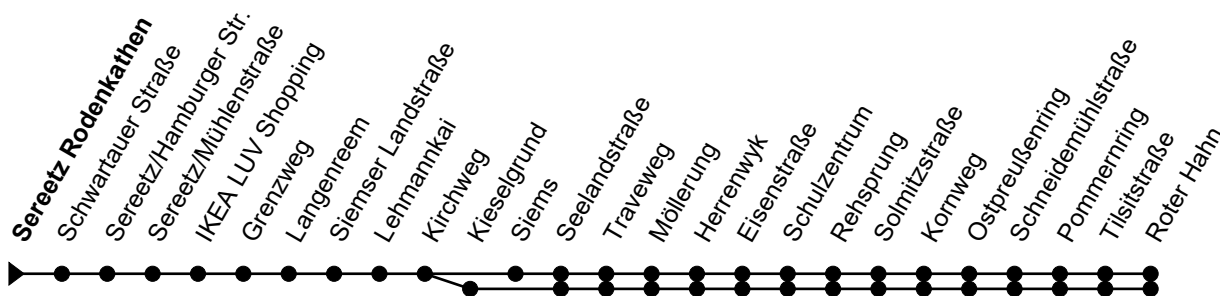 Sereetz Rodenkathen
Schwartauer Straße
Sereetz/Hamburger Str.
Sereetz/Mühlenstraße
IKEA LUV Shopping
Grenzweg
Langenreem
Siemser Landstraße
Lehmannkai
Kirchweg
Kieselgrund
Siems
Seelandstraße
Traveweg
Möllerung
Herrenwyk
Eisenstraße
Schulzentrum
Rehsprung
Solmitzstraße
Kornweg
Ostpreußenring
Schneidemühlstraße
Pommernring
Tilsitstraße
Roter Hahn